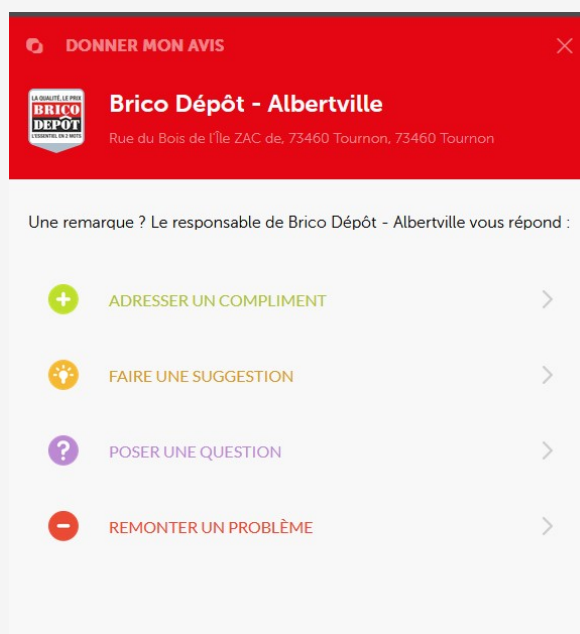 DONNER MON AVIS
LA QUALITÉ, LE PRIX
BRICO
DEPÔT
L'ESSENTIEL EN 2 MOTS
Brico Dépôt - Albertville
Rue du Bois de l'Île ZAC de, 73460 Tournon, 73460 Tournon
Une remarque ? Le responsable de Brico Dépôt - Albertville vous répond :
ADRESSER UN COMPLIMENT
FAIRE UNE SUGGESTION
POSER UNE QUESTION
REMONTER UN PROBLÈME